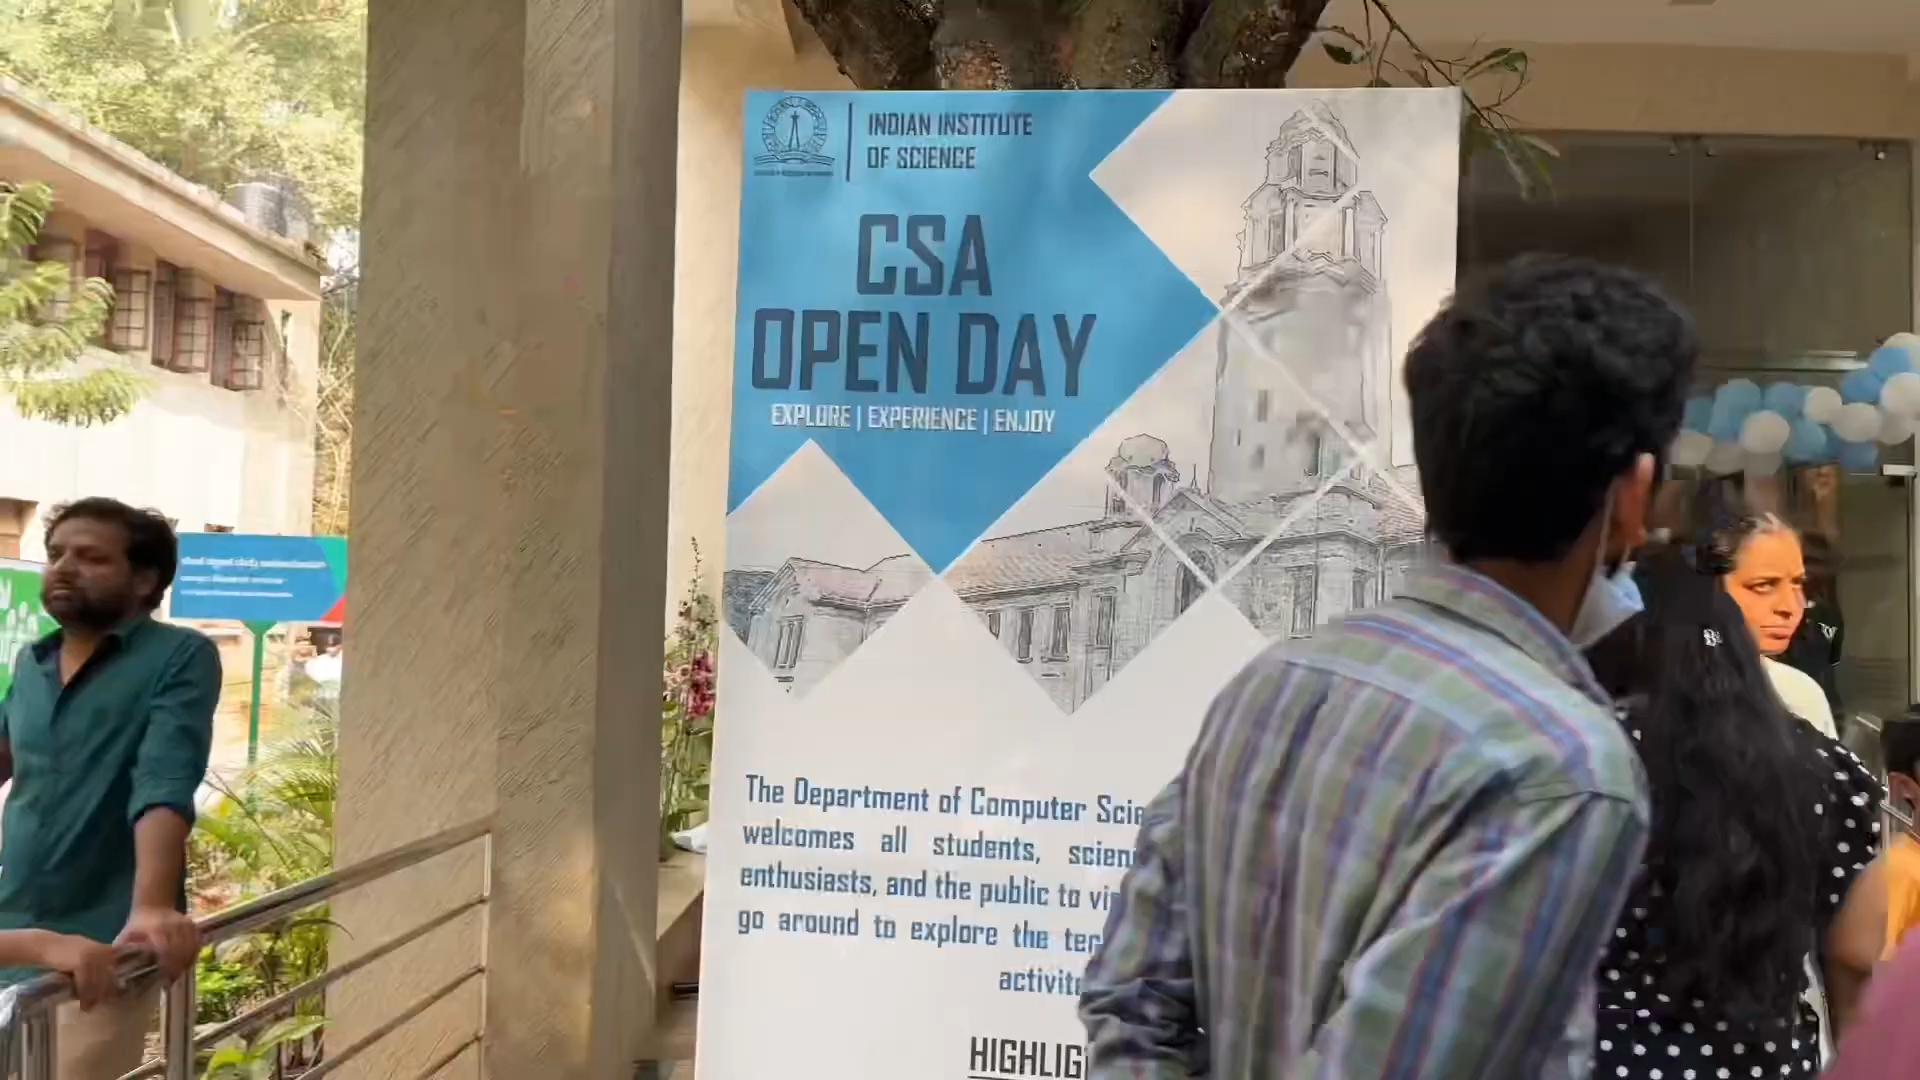 INDIAN INSTITUTE
OF SCIENCE
CSA
OPEN DAY
EXPLORE | EXPERIENCE | ENJOY
The Department of Computer Scie
welcomes all students, scien
enthusiasts, and the public to vi
go around to explore the te
activit
HIGHLIG